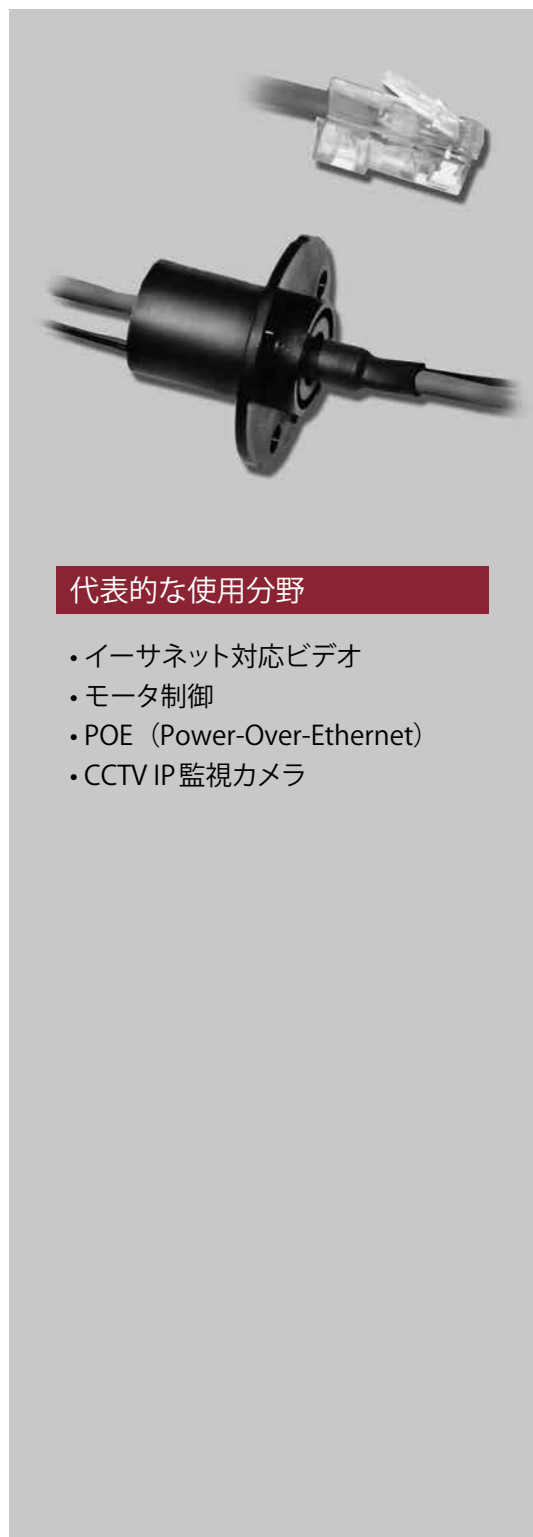 代表的な使用分野
• イーサネット対応ビデオ
• モータ制御
• POE（Power-Over-Ethernet）
• CCTV IP監視カメラ